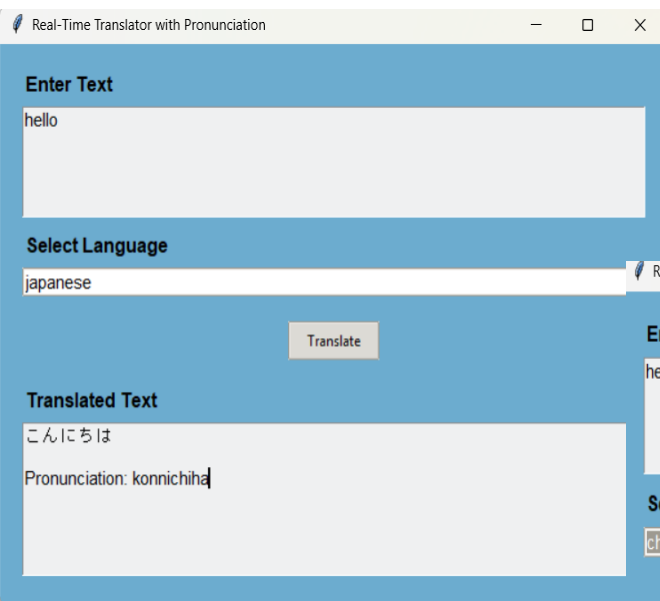 Real-Time Translator with Pronunciation
Enter Text
hello
Select Language
japanese
Translate
Translated Text
こんにちは
Pronunciation: konnichiha